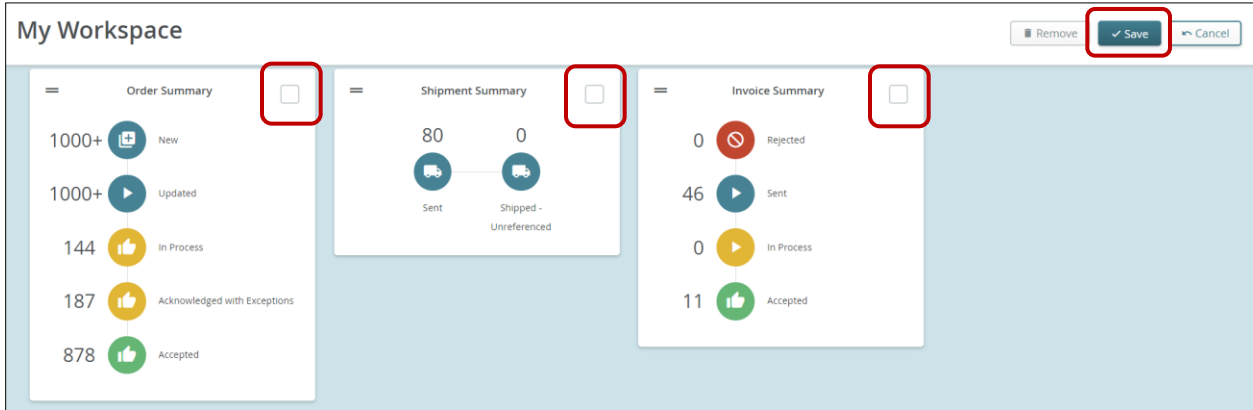 My Workspace
Remove
Save
Cancel
Order Summary
1000+ New
1000+ Updated
144 In Process
187 Acknowledged with Exceptions
878 Accepted
Shipment Summary
80 0
Sent Shipped -
Unreferenced
Invoice Summary
0 Rejected
46 Sent
0 In Process
11 Accepted